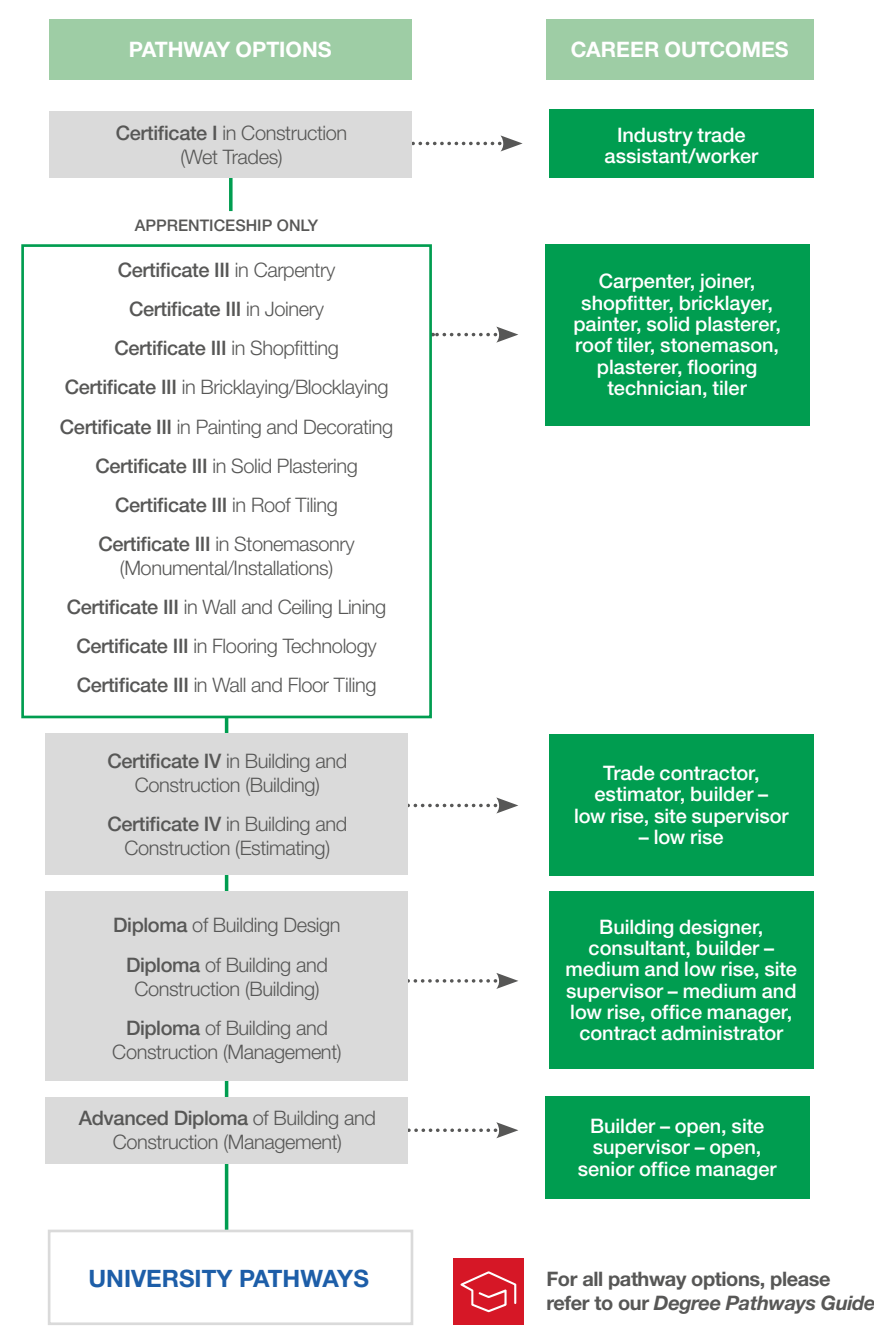 PATHWAY OPTIONS
CAREER OUTCOMES
Certificate I in Construction
(Wet Trades)
Industry trade
assistant/worker
APPRENTICESHIP ONLY
Certificate III in Carpentry
Certificate III in Joinery
Certificate III in Shopfitting
Certificate III in Bricklaying/Blocklaying
Certificate III in Painting and Decorating
Certificate III in Solid Plastering
Certificate III in Roof Tiling
Certificate III in Stonemasonry
(Monumental/Installations)
Certificate III in Wall and Ceiling Lining
Certificate III in Flooring Technology
Certificate III in Wall and Floor Tiling
Carpenter, joiner,
shopfitter, bricklayer,
painter, solid plasterer,
roof tiler, stonemason,
plasterer, flooring
technician, tiler
Certificate IV in Building and
Construction (Building)
Certificate IV in Building and
Construction (Estimating)
Trade contractor,
estimator, builder –
low rise, site supervisor
– low rise
Diploma of Building Design
Diploma of Building and
Construction (Building)
Diploma of Building and
Construction (Management)
Building designer,
consultant, builder –
medium and low rise, site
supervisor – medium and
low rise, office manager,
contract administrator
Advanced Diploma of Building and
Construction (Management)
Builder – open, site
supervisor – open,
senior office manager
UNIVERSITY PATHWAYS
For all pathway options, please
refer to our Degree Pathways Guide